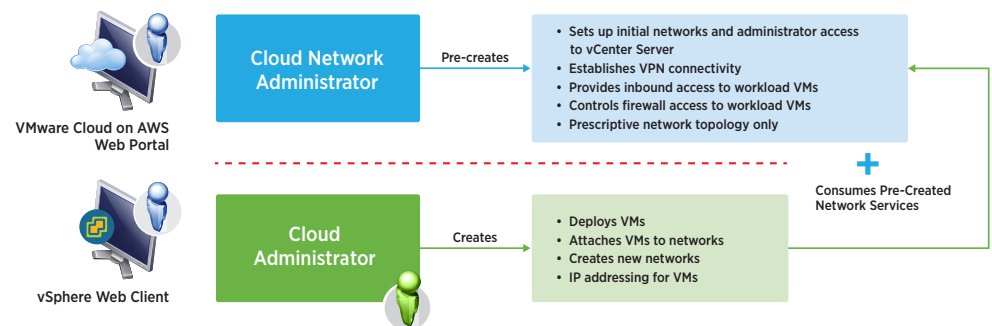 VMware Cloud on AWS
Web Portal
Cloud Network
Administrator
Pre-creates
• Sets up initial networks and administrator access
to vCenter Server
• Establishes VPN connectivity
• Provides inbound access to workload VMs
• Controls firewall access to workload VMs
• Prescriptive network topology only
+
Consumes Pre-Created
Network Services
vSphere Web Client
Cloud
Administrator
Creates
• Deploys VMs
• Attaches VMs to networks
• Creates new networks
• IP addressing for VMs